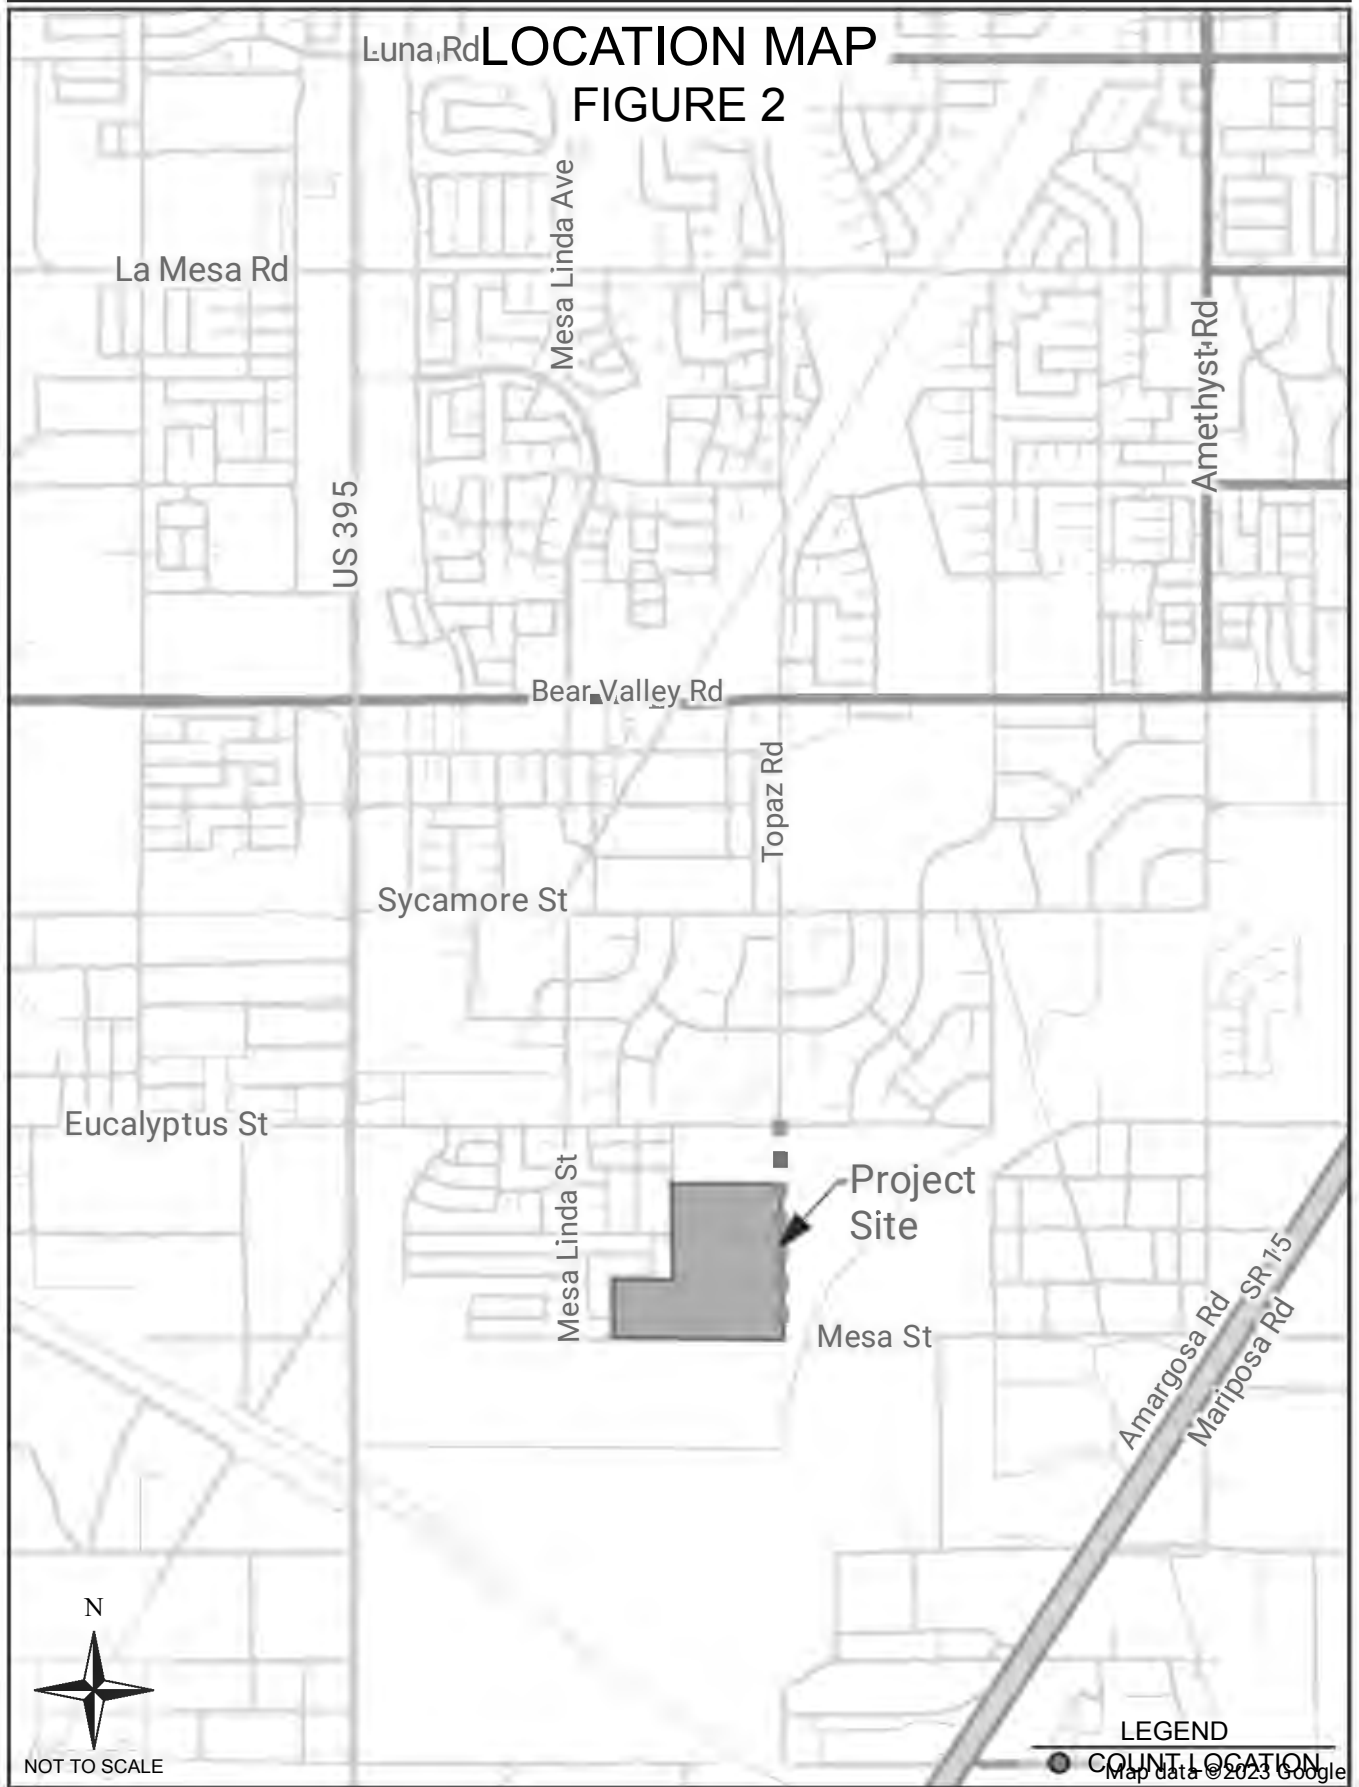 Luna Rd
LOCATION MAP
FIGURE 2
Mesa Linda Ave
La Mesa Rd
Amethyst Rd
US 395
Bear Valley Rd
Topaz Rd
Sycamore St
Eucalyptus St
Mesa Linda St
Project
Site
SR 15
Amargosa Rd
Mariposa Rd
Mesa St
N
NOT TO SCALE
LEGEND
COUNT LOCATION
Map data ©2023 Google